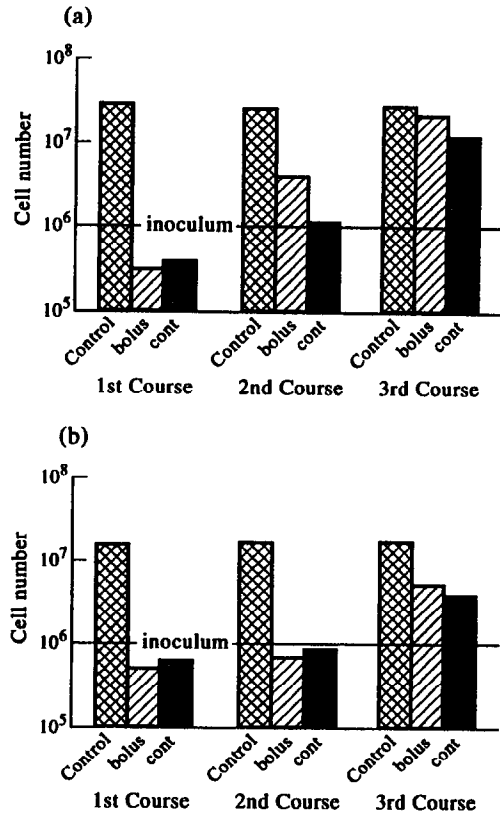 (a)
10⁸
10⁷
10⁶
10⁵
Cell number
inoculum
Control bolus cont Control bolus cont Control bolus cont
1st Course 2nd Course 3rd Course
(b)
10⁸
10⁷
10⁶
10⁵
Cell number
inoculum
Control bolus cont Control bolus cont Control bolus cont
1st Course 2nd Course 3rd Course